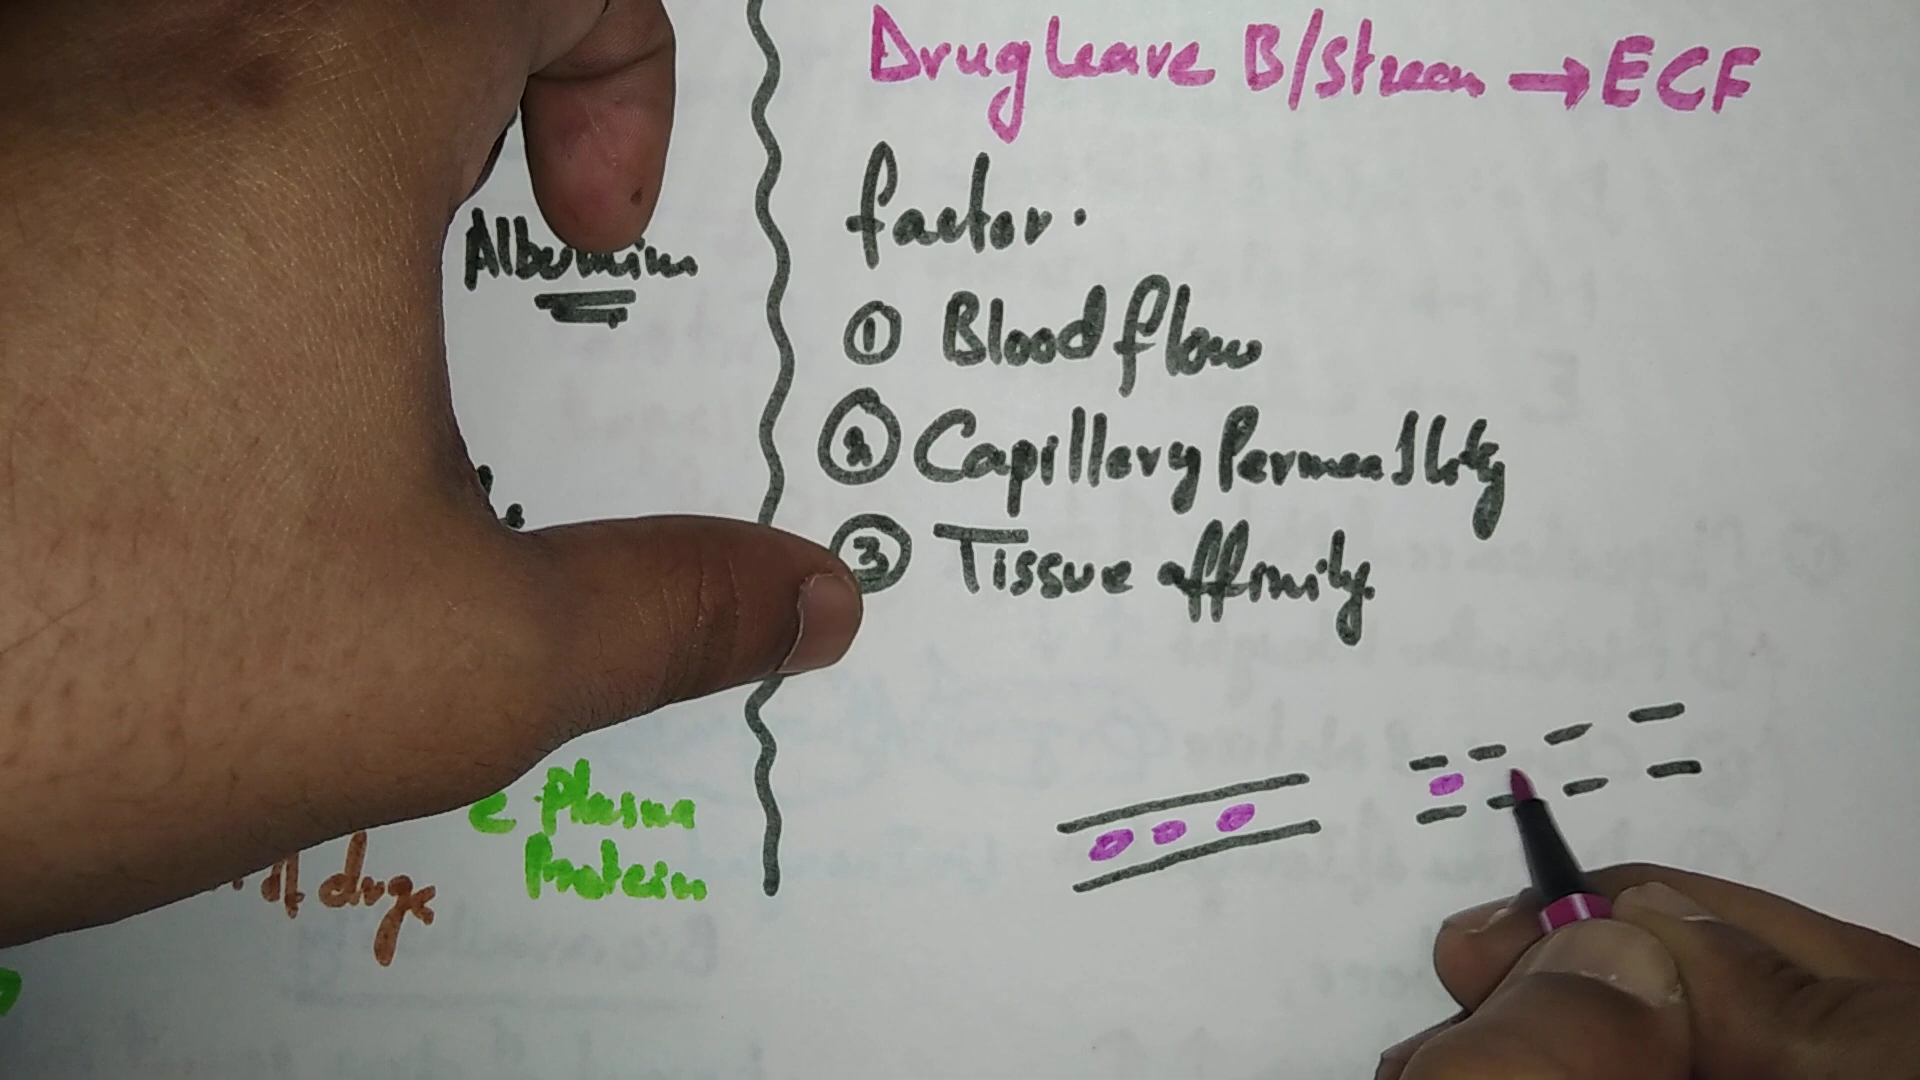 Albumin
c plasma
Protein
drugs
Drug leave B/stream → ECF
factor.
① Blood flow
② Capillary Permeability
③ Tissue affinity.